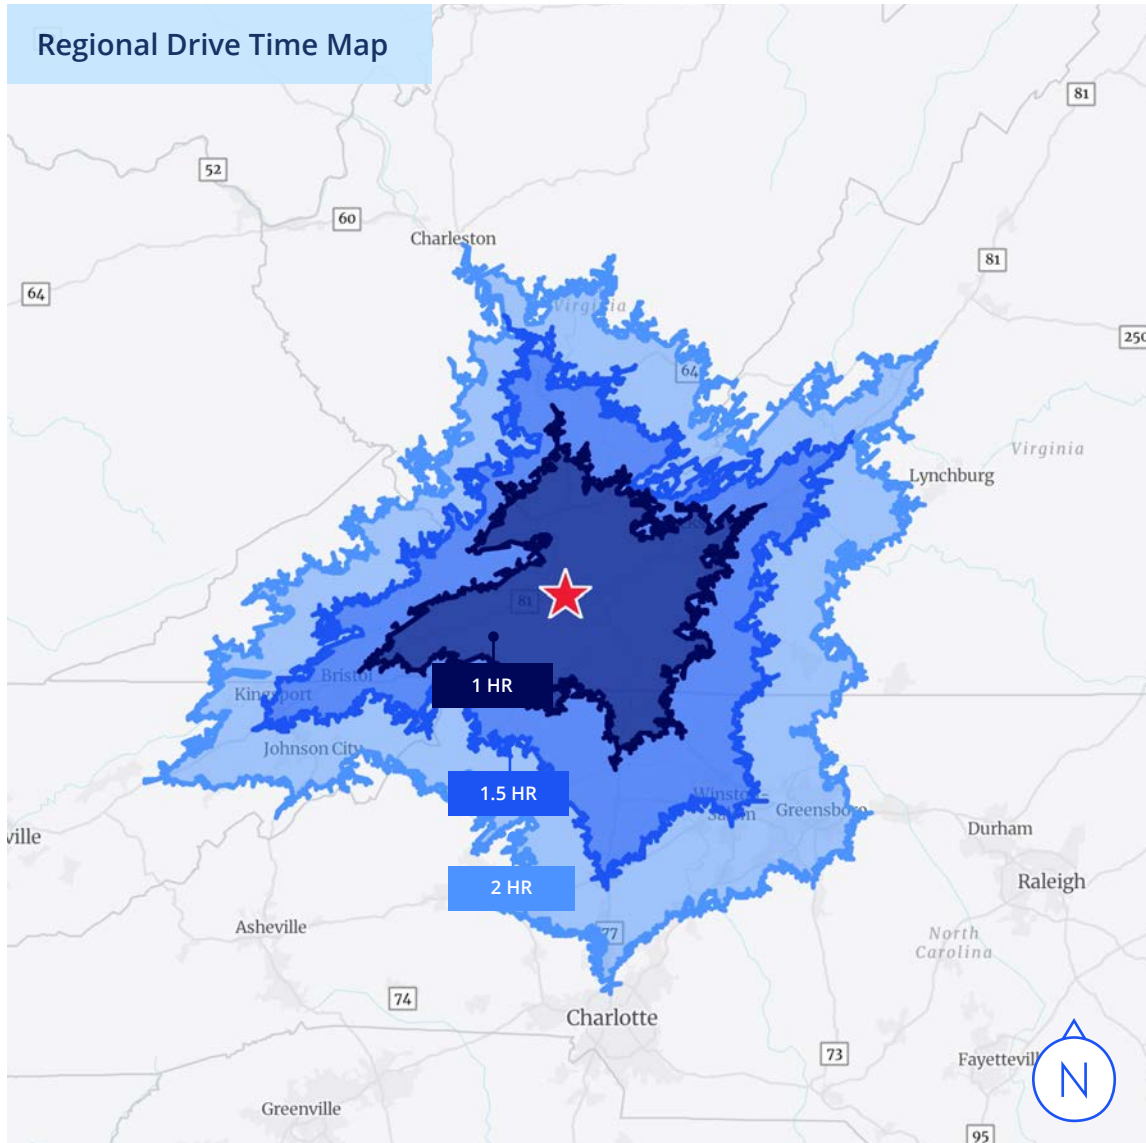 Regional Drive Time Map
81
52
60
Charleston
81
64
Virginia
250
64
Virginia
Lynchburg
81
Bristol
1 HR
Kingsport
Johnson City
1.5 HR
Winston-
Salem
Greensboro
ville
Durham
2 HR
Raleigh
Asheville
77
North
Carolina
74
Charlotte
73
Fayettevill
N
Greenville
95